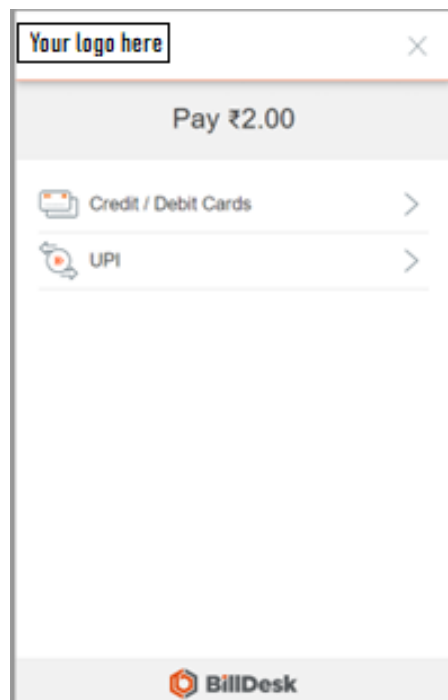 Your logo here
Pay ₹2.00
Credit / Debit Cards
UPI
BillDesk